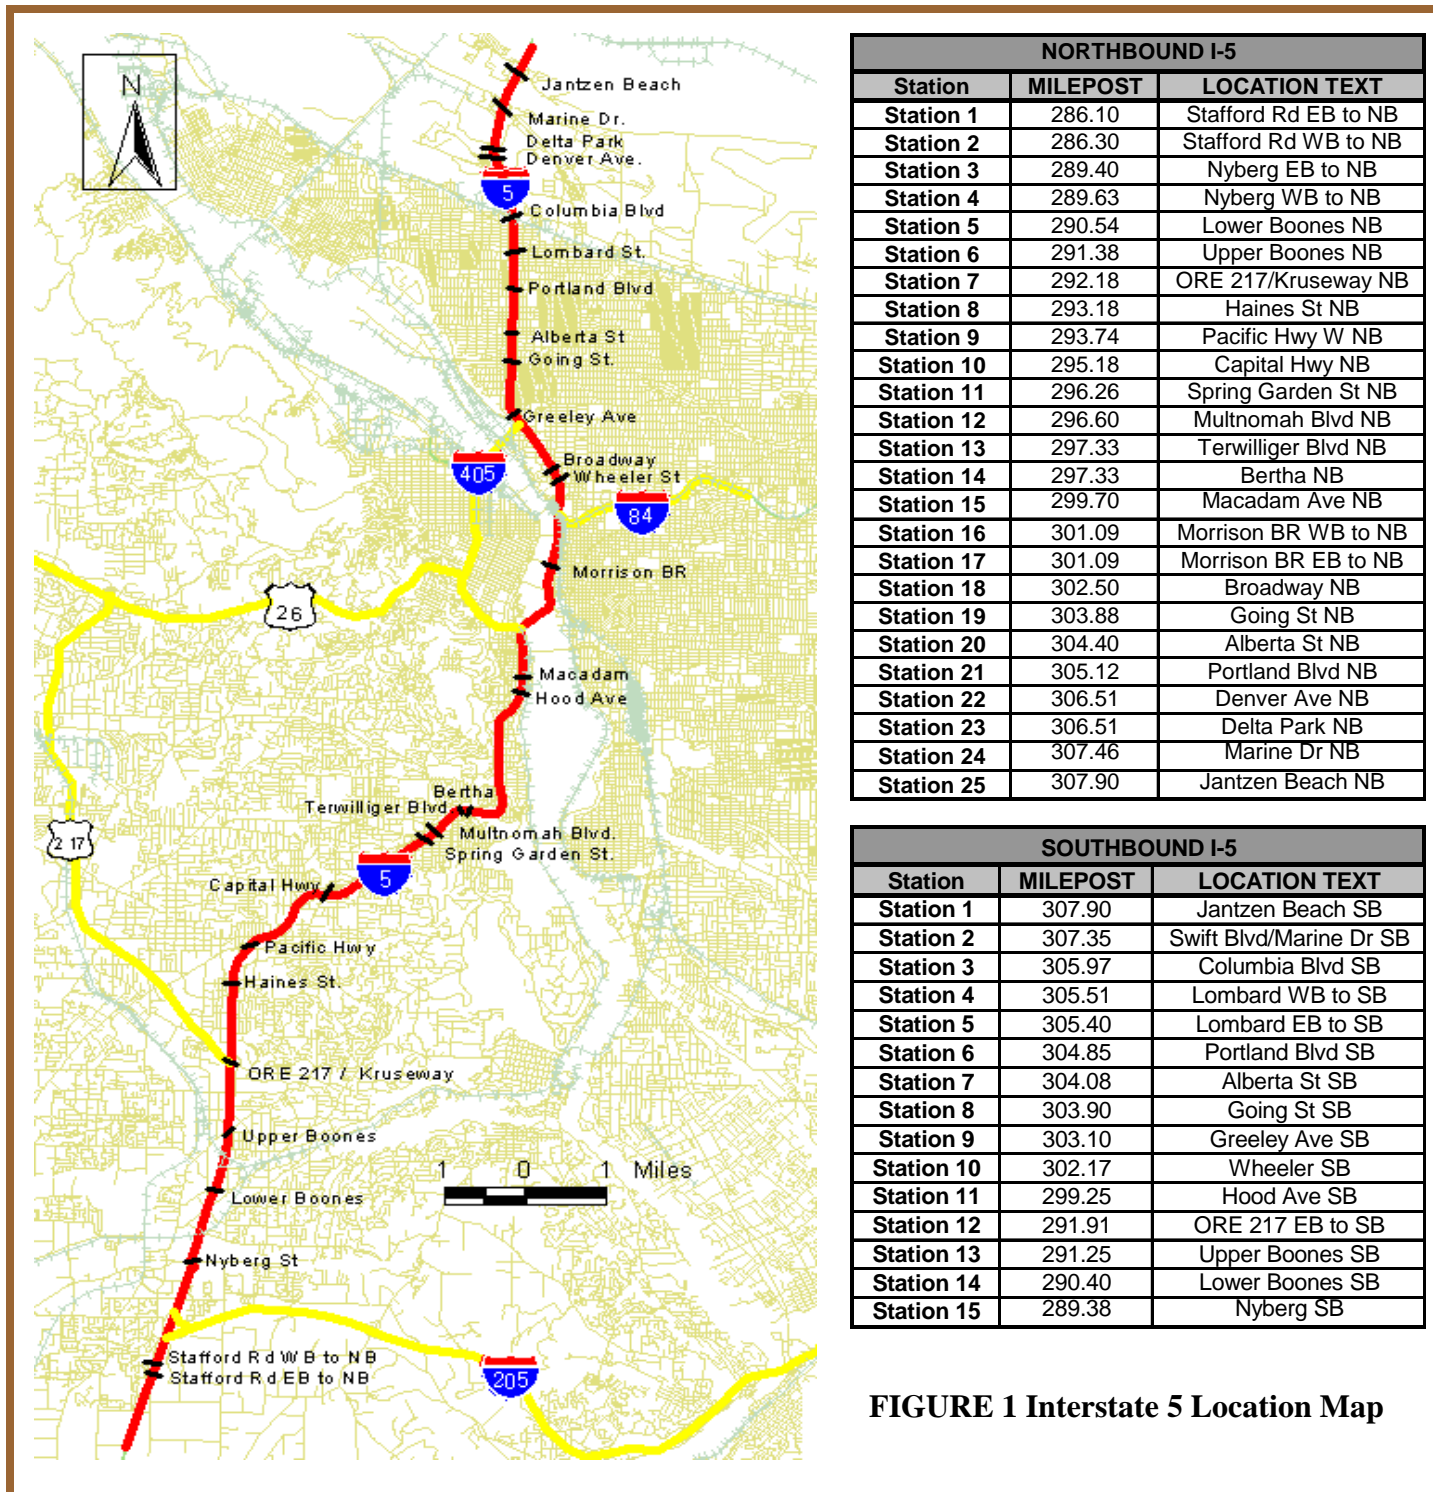 N
Jantzen Beach
Marine Dr.
Delta Park
Denver Ave.
5
Columbia Blvd
Lombard St.
Portland Blvd
Alberta St
Going St.
Greeley Ave
405
Broadway
Wheeler St
84
Morrison BR
26
Macadam
Hood Ave
Bertha
Terwilliger Blvd
Multnomah Blvd.
Spring Garden St.
217
5
Capital Hwy
Pacific Hwy
Haines St.
ORE 217 / Kruseway
Upper Boones
1 0 1 Miles
Lower Boones
Nyberg St
Stafford Rd WB to NB
Stafford Rd EB to NB
205
NORTHBOUND I-5
Station MILEPOST LOCATION TEXT
Station 1 286.10 Stafford Rd EB to NB
Station 2 286.30 Stafford Rd WB to NB
Station 3 289.40 Nyberg EB to NB
Station 4 289.63 Nyberg WB to NB
Station 5 290.54 Lower Boones NB
Station 6 291.38 Upper Boones NB
Station 7 292.18 ORE 217/Kruseway NB
Station 8 293.18 Haines St NB
Station 9 293.74 Pacific Hwy W NB
Station 10 295.18 Capital Hwy NB
Station 11 296.26 Spring Garden St NB
Station 12 296.60 Multnomah Blvd NB
Station 13 297.33 Terwilliger Blvd NB
Station 14 297.33 Bertha NB
Station 15 299.70 Macadam Ave NB
Station 16 301.09 Morrison BR WB to NB
Station 17 301.09 Morrison BR EB to NB
Station 18 302.50 Broadway NB
Station 19 303.88 Going St NB
Station 20 304.40 Alberta St NB
Station 21 305.12 Portland Blvd NB
Station 22 306.51 Denver Ave NB
Station 23 306.51 Delta Park NB
Station 24 307.46 Marine Dr NB
Station 25 307.90 Jantzen Beach NB
SOUTHBOUND I-5
Station MILEPOST LOCATION TEXT
Station 1 307.90 Jantzen Beach SB
Station 2 307.35 Swift Blvd/Marine Dr SB
Station 3 305.97 Columbia Blvd SB
Station 4 305.51 Lombard WB to SB
Station 5 305.40 Lombard EB to SB
Station 6 304.85 Portland Blvd SB
Station 7 304.08 Alberta St SB
Station 8 303.90 Going St SB
Station 9 303.10 Greeley Ave SB
Station 10 302.17 Wheeler SB
Station 11 299.25 Hood Ave SB
Station 12 291.91 ORE 217 EB to SB
Station 13 291.25 Upper Boones SB
Station 14 290.40 Lower Boones SB
Station 15 289.38 Nyberg SB
FIGURE 1 Interstate 5 Location Map